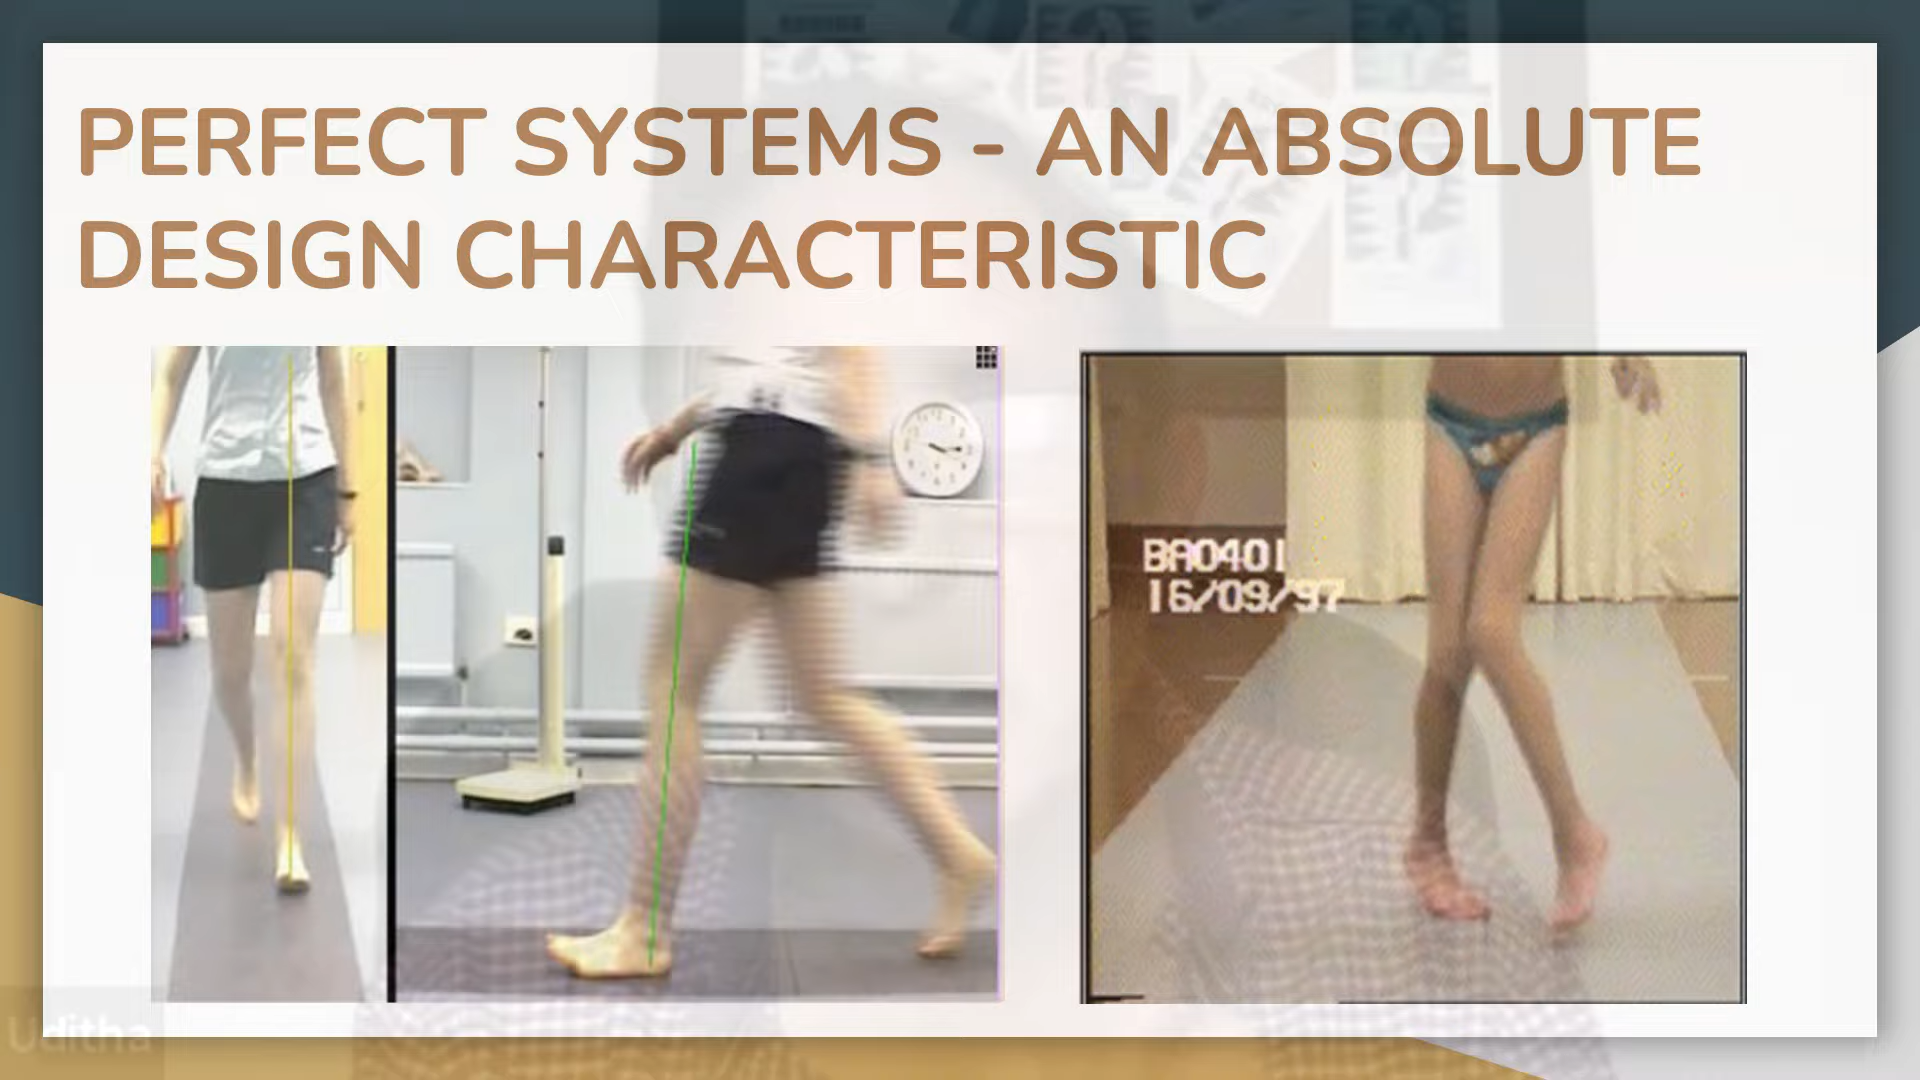 PERFECT SYSTEMS - AN ABSOLUTE
DESIGN CHARACTERISTIC
BA0401
16/09/97
Uditha